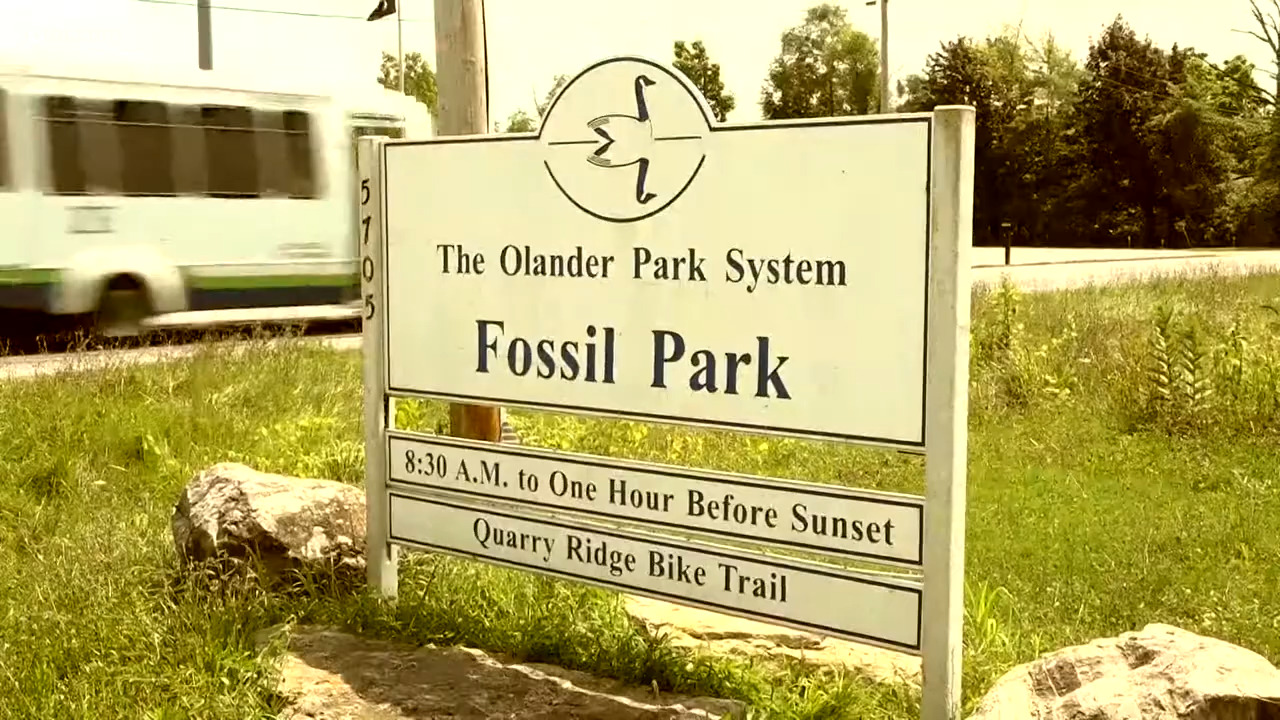 5705
The Olander Park System
Fossil Park
8:30 A.M. to One Hour Before Sunset
Quarry Ridge Bike Trail